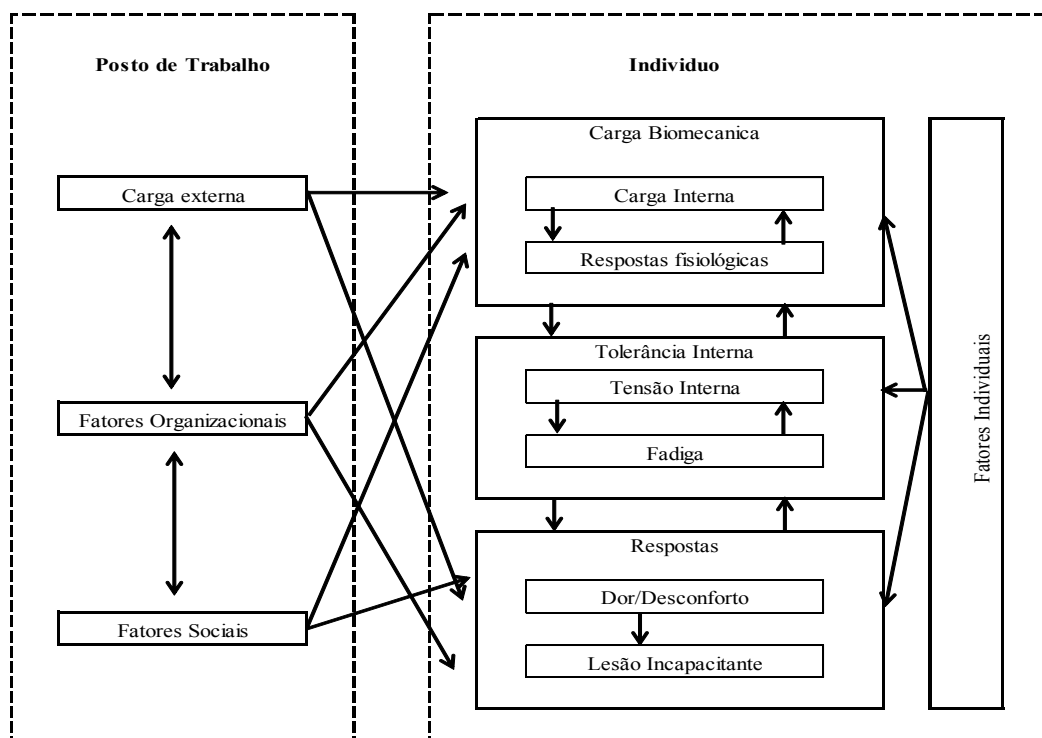 Posto de Trabalho
Individuo
Carga externa
Fatores Organizacionais
Fatores Sociais
Carga Biomecanica
Carga Interna
Respostas fisiológicas
Tolerância Interna
Tensão Interna
Fadiga
Respostas
Dor/Desconforto
Lesão Incapacitante
Fatores Individuais